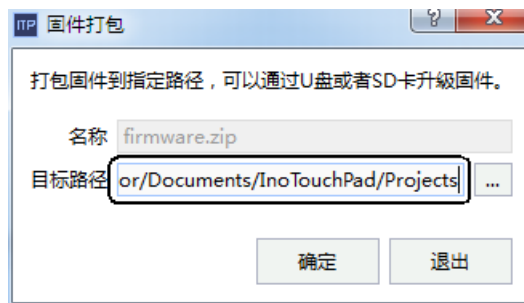 ITP 固件打包 ? X
打包固件到指定路径，可以通过U盘或者SD卡升级固件。
名称 firmware.zip
目标路径 or/Documents/InoTouchPad/Projects ...
确定 退出